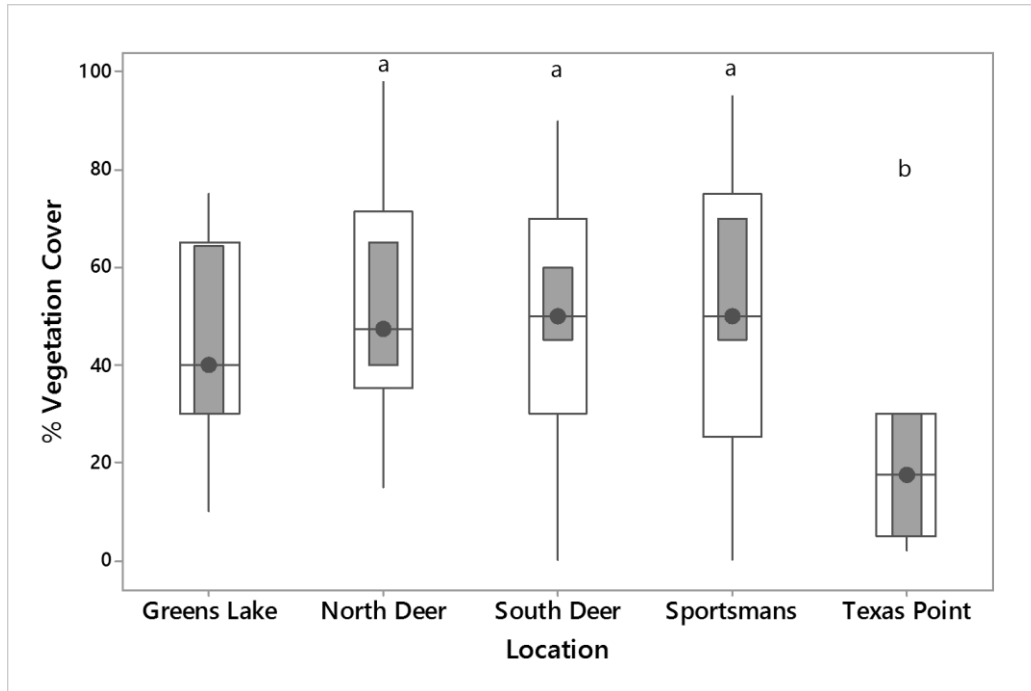 a a a
b
100
80
60
40
20
0
% Vegetation Cover
Greens Lake North Deer South Deer Sportsmans Texas Point
Location